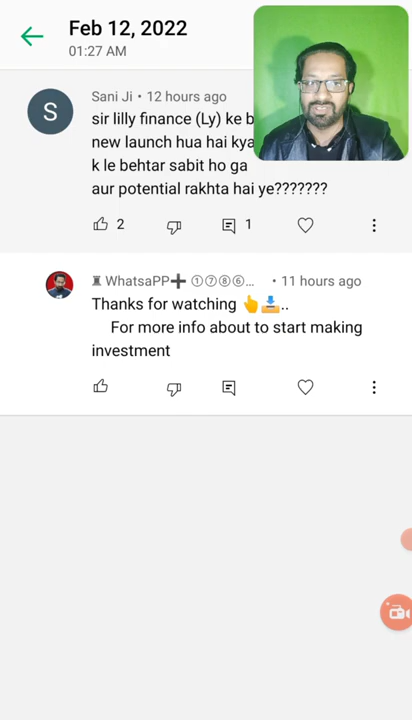 Feb 12, 2022
01:27 AM
S
Sani Ji • 12 hours ago
sir lilly finance (Ly) ke b
new launch hua hai kya
k le behtar sabit ho ga
aur potential rakhta hai ye???????
2
1
♜ WhatsaPP➕ ①⑦⑧⑥... • 11 hours ago
Thanks for watching 👆📥..
For more info about to start making
investment